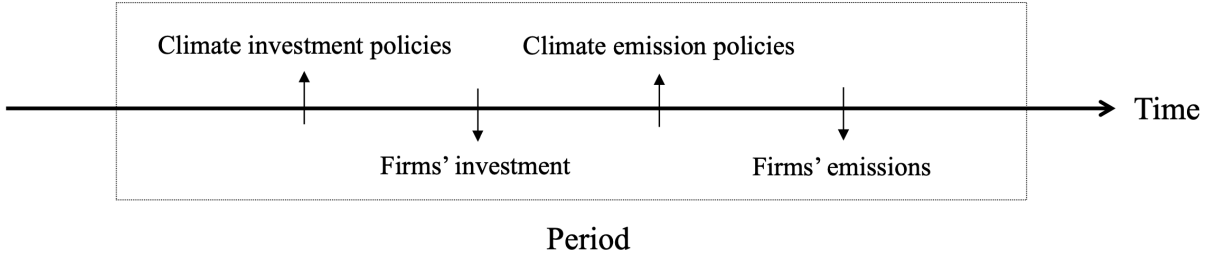 Climate investment policies
Climate emission policies
Time
Firms’ investment
Firms’ emissions
Period